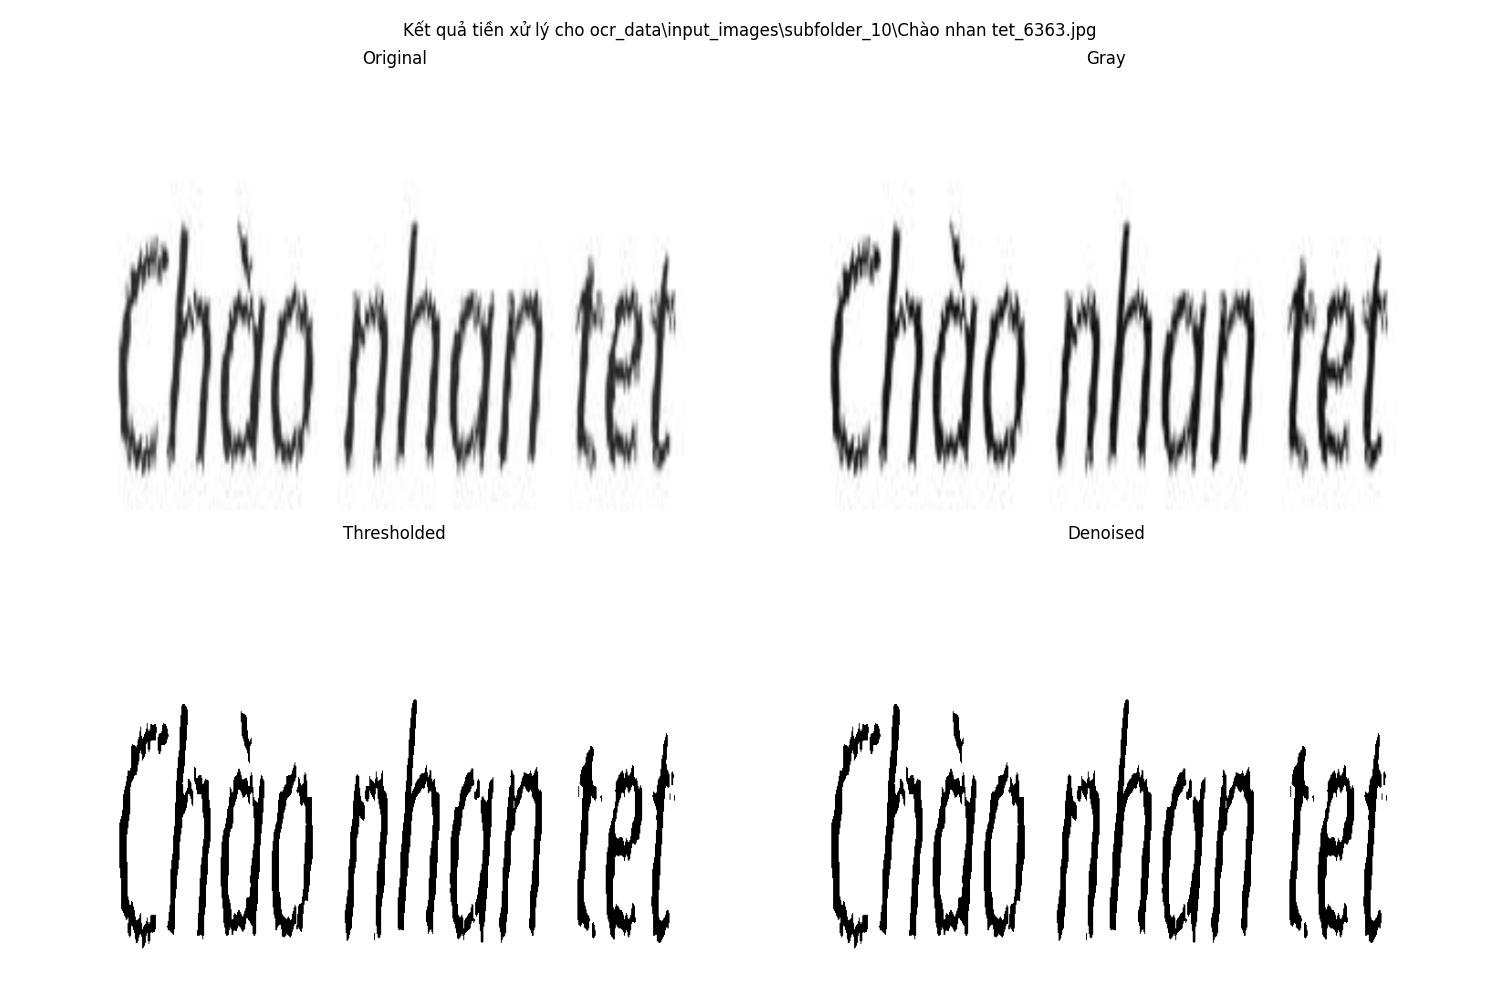 Kết quả tiền xử lý cho ocr_data\input_images\subfolder_10\Chào nhan tet_6363.jpg
Original
Gray
Chào nhan tet
Chào nhan tet
Thresholded
Denoised
Chào nhan tet
Chào nhan tet